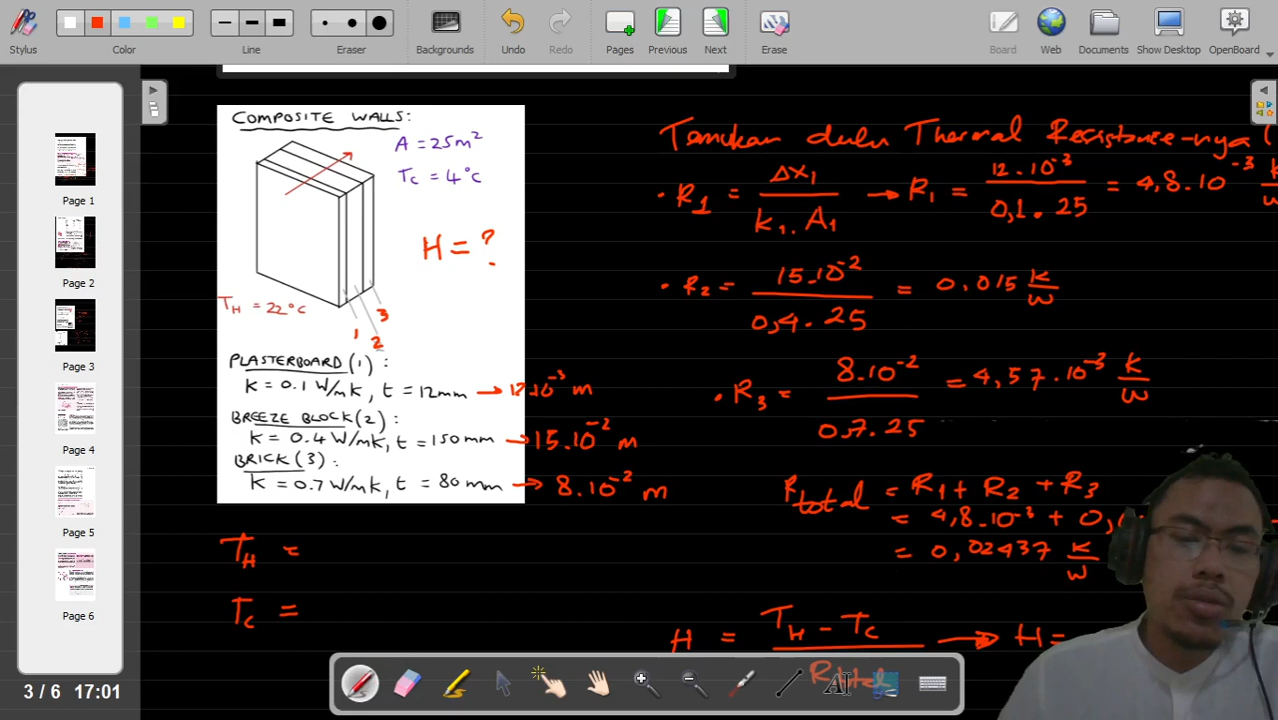 Stylus
Color
Line
Eraser
Backgrounds
Undo
Redo
Pages
Previous
Next
Erase
Board
Web
Documents
Show Desktop
OpenBoard
Page 1
Page 2
Page 3
Page 4
Page 5
Page 6
3 / 6 17:01
COMPOSITE WALLS:
A = 25m²
Tc = 4°c
H = ?
TH = 22°c
1
2
3
PLASTERBOARD (1) :
K = 0.1 W/mK, t = 12mm → 12.10⁻³ m
BREEZE BLOCK (2) :
K = 0.4 W/mK, t = 150mm → 15.10⁻² m
BRICK (3) :
K = 0.7 W/mK, t = 80mm → 8.10⁻² m
TH =
Tc =
Temukan dulu Thermal Resistance-nya (
• R1 = Δx1 / k1 . A1 → R1 = 12.10⁻³ / 0,1 . 25 = 4,8.10⁻³ K/W
• R2 = 15.10⁻² / 0,4 . 25 = 0,015 K/W
• R3 = 8.10⁻² / 0,7.25 = 4,57.10⁻³ K/W
Rtotal = R1 + R2 + R3
= 4,8.10⁻³ + 0,
= 0,02437 K/W
H = TH - Tc / Rtotal → H =